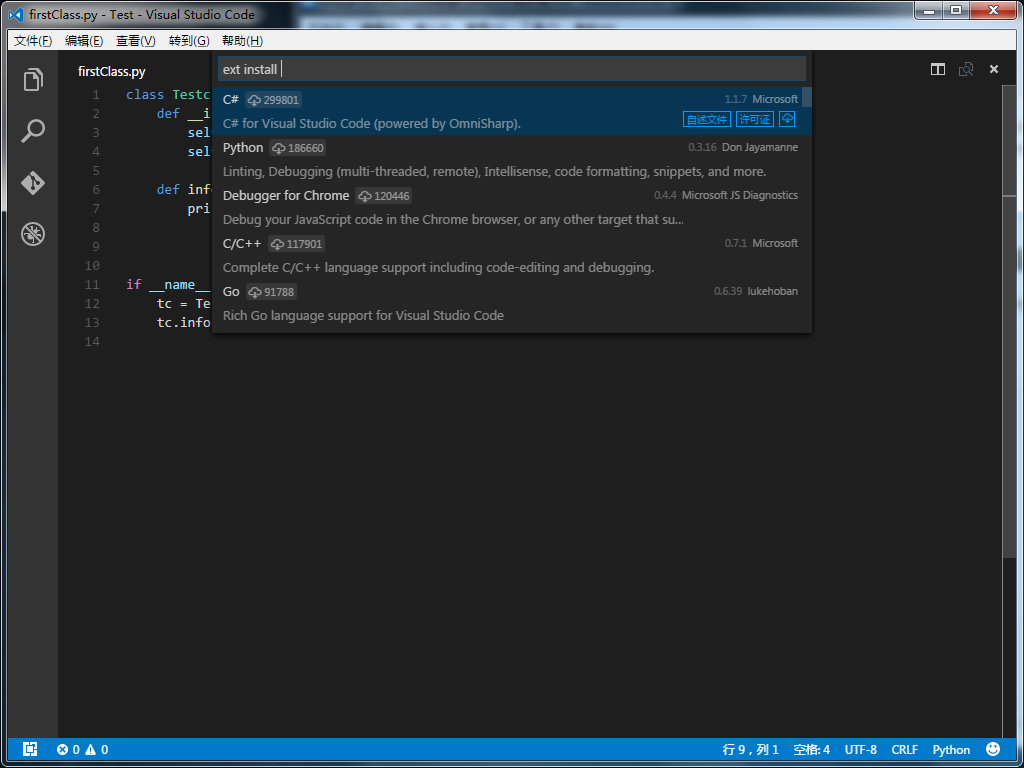 firstClass.py - Test - Visual Studio Code
文件(F) 编辑(E) 查看(V) 转到(G) 帮助(H)
firstClass.py
ext install
C# 299801 1.1.7 Microsoft
C# for Visual Studio Code (powered by OmniSharp). 自述文件 许可证
Python 186660 0.3.16 Don Jayamanne
Linting, Debugging (multi-threaded, remote), Intellisense, code formatting, snippets, and more.
Debugger for Chrome 120446 0.4.4 Microsoft JS Diagnostics
Debug your JavaScript code in the Chrome browser, or any other target that su...
C/C++ 117901 0.7.1 Microsoft
Complete C/C++ language support including code-editing and debugging.
Go 91788 0.6.39 lukehoban
Rich Go language support for Visual Studio Code
1 class Testc
2 def __i
3 sel
4 sel
5
6 def info
7 pri
8
9
10
11 if __name__
12 tc = Te
13 tc.info
14
0 0 行 9，列 1 空格: 4 UTF-8 CRLF Python